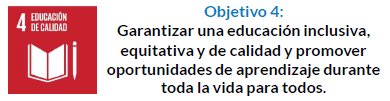 4 EDUCACIÓN
DE CALIDAD
Objetivo 4:
Garantizar una educación inclusiva,
equitativa y de calidad y promover
oportunidades de aprendizaje durante
toda la vida para todos.